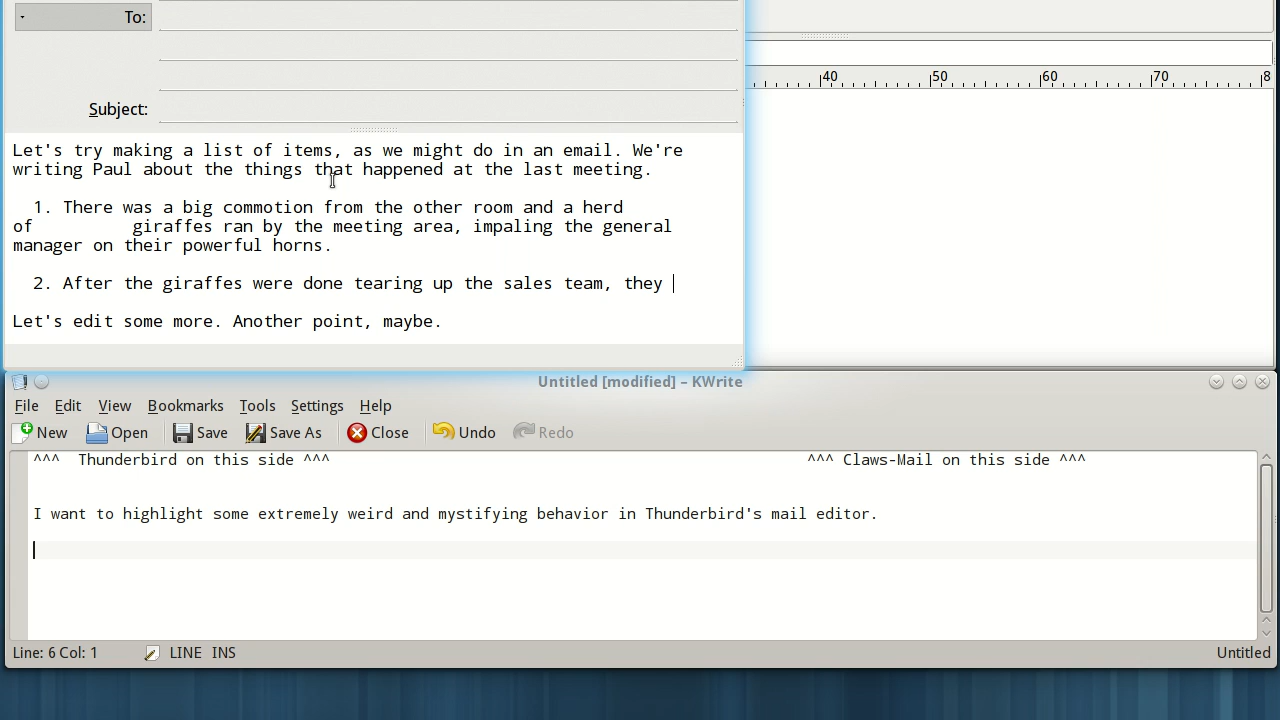 To:
Subject:
40 50 60 70 8
Let's try making a list of items, as we might do in an email. We're
writing Paul about the things that happened at the last meeting.
1. There was a big commotion from the other room and a herd
of giraffes ran by the meeting area, impaling the general
manager on their powerful horns.
2. After the giraffes were done tearing up the sales team, they
Let's edit some more. Another point, maybe.
Untitled [modified] – KWrite
File Edit View Bookmarks Tools Settings Help
New Open Save Save As Close Undo Redo
^^^ Thunderbird on this side ^^^ ^^^ Claws-Mail on this side ^^^
I want to highlight some extremely weird and mystifying behavior in Thunderbird's mail editor.
Line: 6 Col: 1 LINE INS Untitled